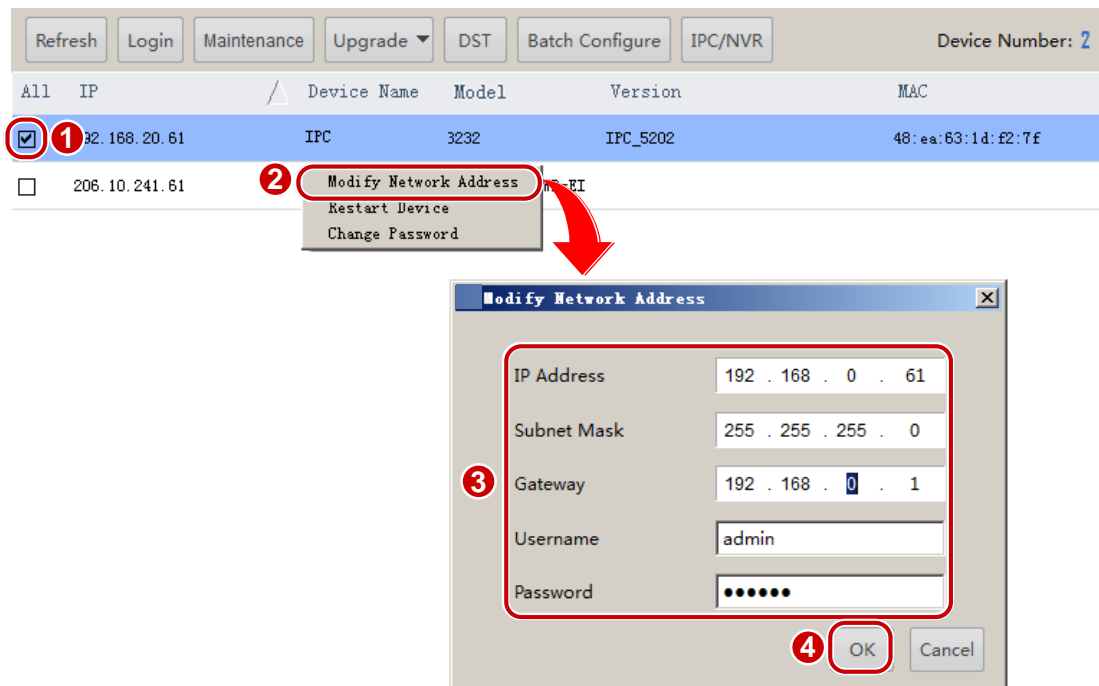 Refresh Login Maintenance Upgrade DST Batch Configure IPC/NVR Device Number: 2
All IP Device Name Model Version MAC
1 92.168.20.61 IPC 3232 IPC_5202 48:ea:63:1d:f2:7f
206.10.241.61 2 Modify Network Address -EI
Restart Device
Change Password
Modify Network Address
IP Address 192 . 168 . 0 . 61
Subnet Mask 255 . 255 . 255 . 0
3 Gateway 192 . 168 . 0 . 1
Username admin
Password ●●●●●●
4 OK Cancel